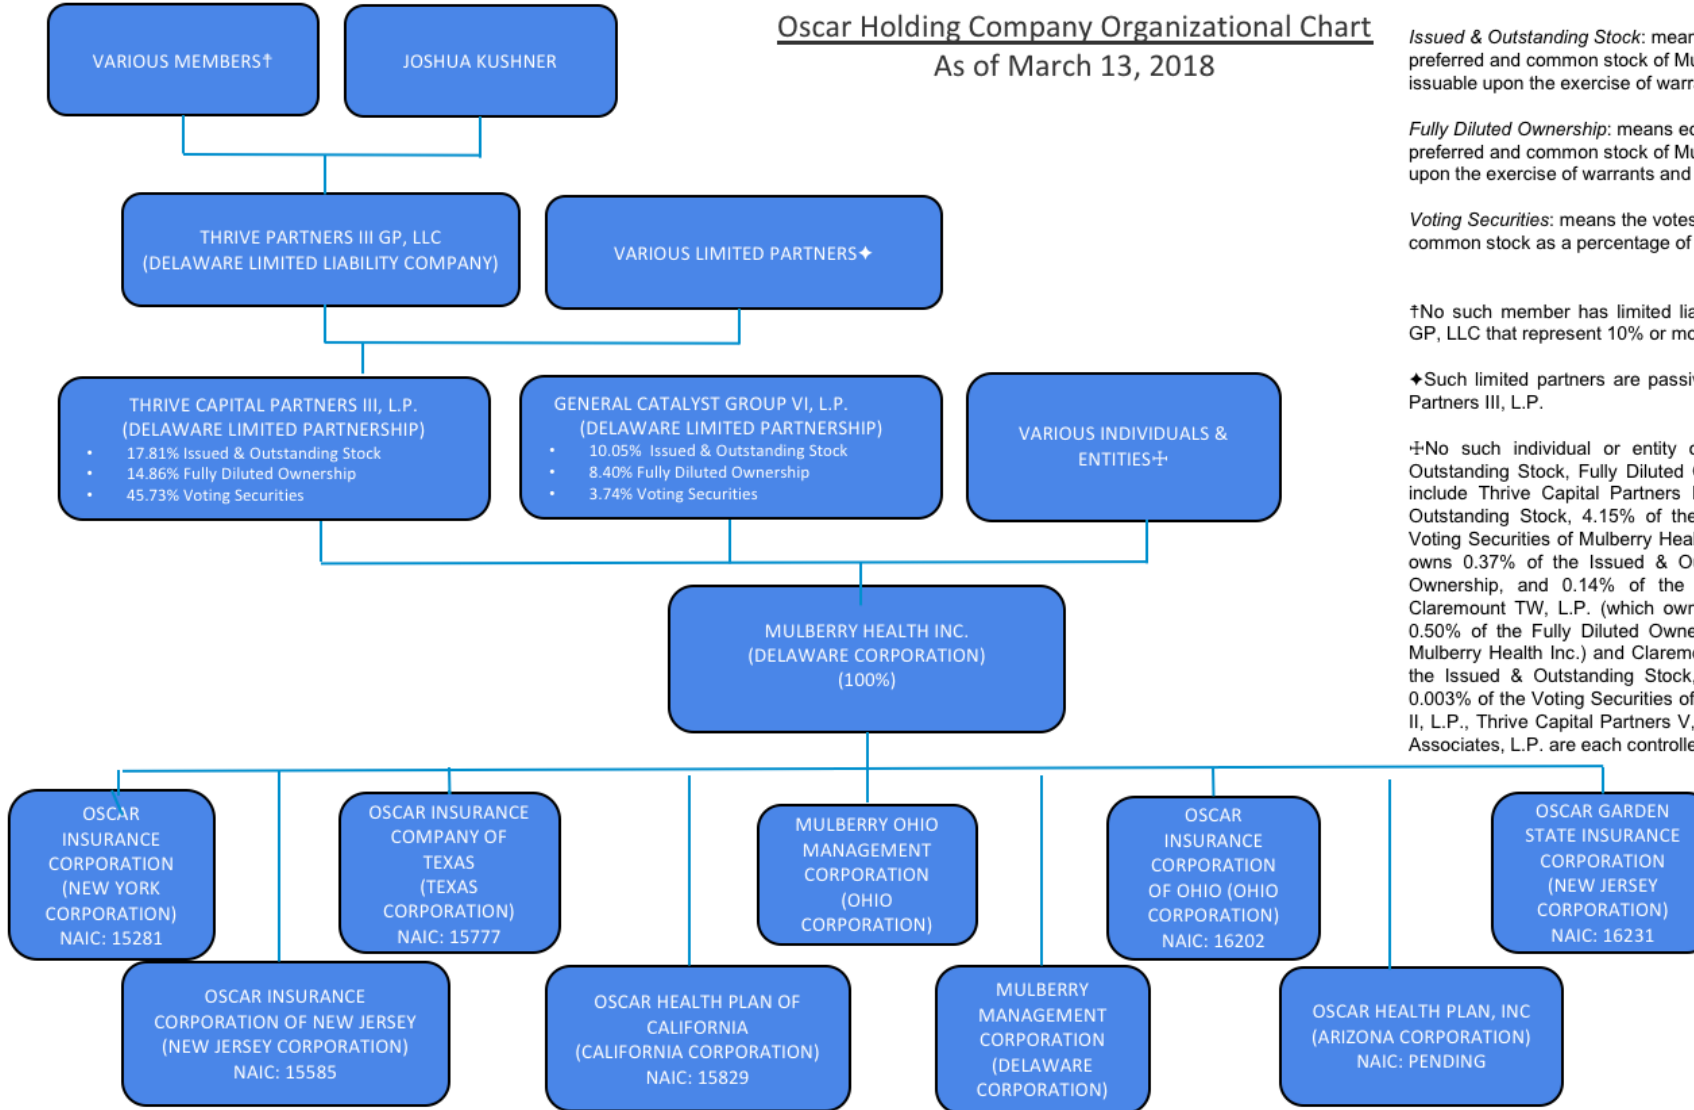 Oscar Holding Company Organizational Chart
As of March 13, 2018
VARIOUS MEMBERS†
JOSHUA KUSHNER
THRIVE PARTNERS III GP, LLC
(DELAWARE LIMITED LIABILITY COMPANY)
VARIOUS LIMITED PARTNERS✦
THRIVE CAPITAL PARTNERS III, L.P.
(DELAWARE LIMITED PARTNERSHIP)
• 17.81% Issued & Outstanding Stock
• 14.86% Fully Diluted Ownership
• 45.73% Voting Securities
GENERAL CATALYST GROUP VI, L.P.
(DELAWARE LIMITED PARTNERSHIP)
• 10.05% Issued & Outstanding Stock
• 8.40% Fully Diluted Ownership
• 3.74% Voting Securities
VARIOUS INDIVIDUALS &
ENTITIES☩
MULBERRY HEALTH INC.
(DELAWARE CORPORATION)
(100%)
OSCAR
INSURANCE
CORPORATION
(NEW YORK
CORPORATION)
NAIC: 15281
OSCAR INSURANCE
COMPANY OF
TEXAS
(TEXAS
CORPORATION)
NAIC: 15777
MULBERRY OHIO
MANAGEMENT
CORPORATION
(OHIO
CORPORATION)
OSCAR
INSURANCE
CORPORATION
OF OHIO (OHIO
CORPORATION)
NAIC: 16202
OSCAR GARDEN
STATE INSURANCE
CORPORATION
(NEW JERSEY
CORPORATION)
NAIC: 16231
OSCAR INSURANCE
CORPORATION OF NEW JERSEY
(NEW JERSEY CORPORATION)
NAIC: 15585
OSCAR HEALTH PLAN OF
CALIFORNIA
(CALIFORNIA CORPORATION)
NAIC: 15829
MULBERRY
MANAGEMENT
CORPORATION
(DELAWARE
CORPORATION)
OSCAR HEALTH PLAN, INC
(ARIZONA CORPORATION)
NAIC: PENDING
Issued & Outstanding Stock:
preferred and common stock of
issuable upon the exercise of
Fully Diluted Ownership: means
preferred and common stock of
upon the exercise of warrants and
Voting Securities: means the votes
common stock as a percentage of
†No such member has limited
GP, LLC that represent 10% or
✦Such limited partners are
Partners III, L.P.
☩No such individual or entity
Outstanding Stock, Fully Diluted
include Thrive Capital Partners
Outstanding Stock, 4.15% of the
Voting Securities of Mulberry
owns 0.37% of the Issued &
Ownership, and 0.14% of the
Claremount TW, L.P. (which
0.50% of the Fully Diluted
Mulberry Health Inc.) and
the Issued & Outstanding Stock,
0.003% of the Voting Securities of
II, L.P., Thrive Capital Partners V,
Associates, L.P. are each